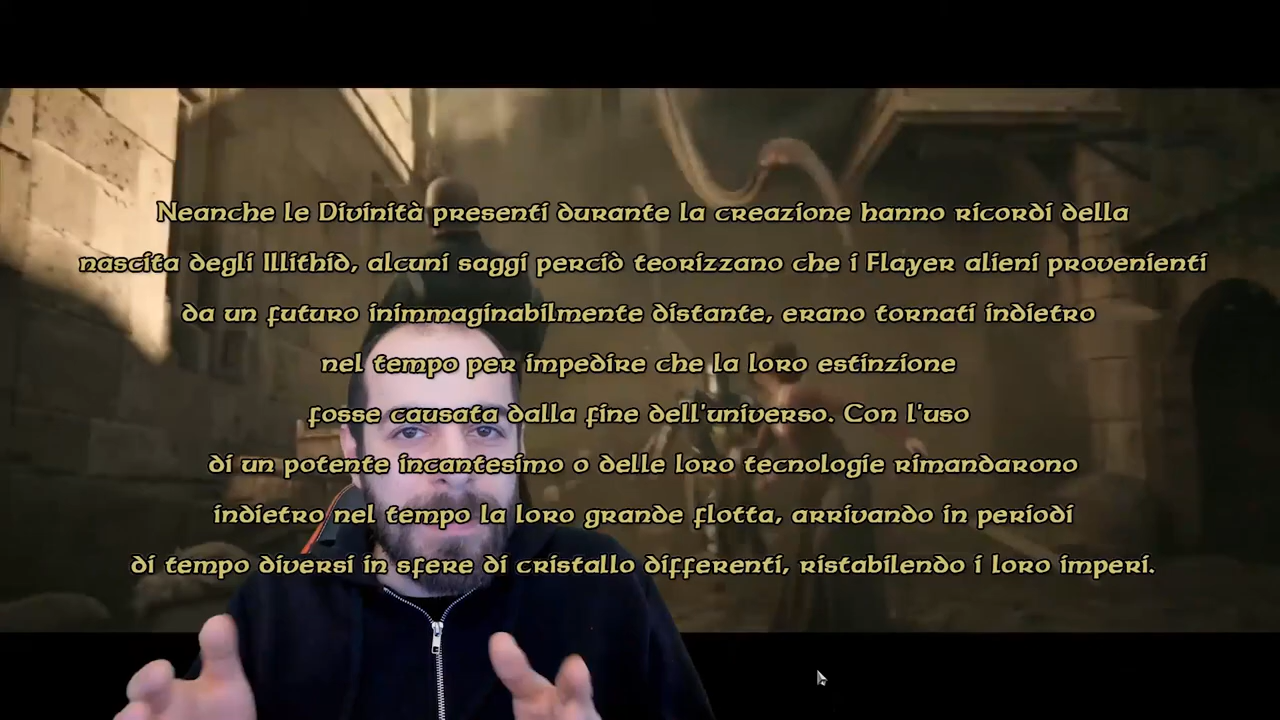 Neanche le Divinità presenti durante la creazione hanno ricordi della
nascita degli Illithid, alcuni saggi perciò teorizzano che i Flayer alieni provenienti
da un futuro inimmaginabilmente distante, erano tornati indietro
nel tempo per impedire che la loro estinzione
fosse causata dalla fine dell'universo. Con l'uso
di un potente incantesimo o delle loro tecnologie rimandarono
indietro nel tempo la loro grande flotta, arrivando in periodi
di tempo diversi in sfere di cristallo differenti, ristabilendo i loro imperi.